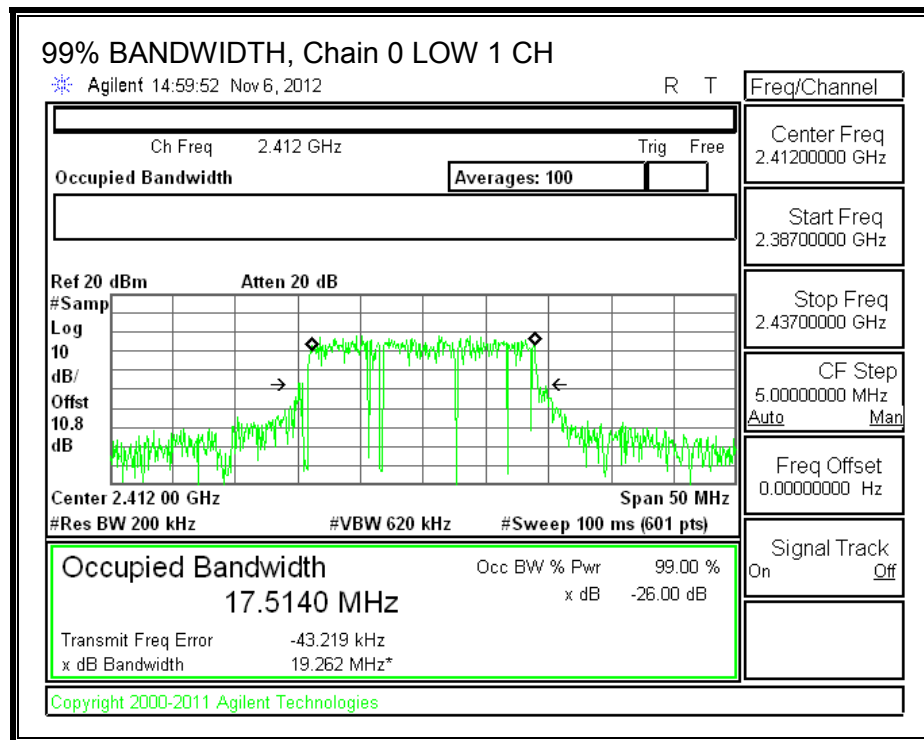 99% BANDWIDTH, Chain 0 LOW 1 CH
Agilent 14:59:52 Nov 6, 2012 R T
Ch Freq 2.412 GHz Trig Free
Occupied Bandwidth Averages: 100
Ref 20 dBm Atten 20 dB
#Samp
Log
10
dB/
Offst
10.8
dB
Center 2.412 00 GHz Span 50 MHz
#Res BW 200 kHz #VBW 620 kHz #Sweep 100 ms (601 pts)
Occupied Bandwidth Occ BW % Pwr 99.00 %
17.5140 MHz x dB -26.00 dB
Transmit Freq Error -43.219 kHz
x dB Bandwidth 19.262 MHz*
Copyright 2000-2011 Agilent Technologies
Freq/Channel
Center Freq
2.41200000 GHz
Start Freq
2.38700000 GHz
Stop Freq
2.43700000 GHz
CF Step
5.00000000 MHz
Auto Man
Freq Offset
0.00000000 Hz
Signal Track
On Off